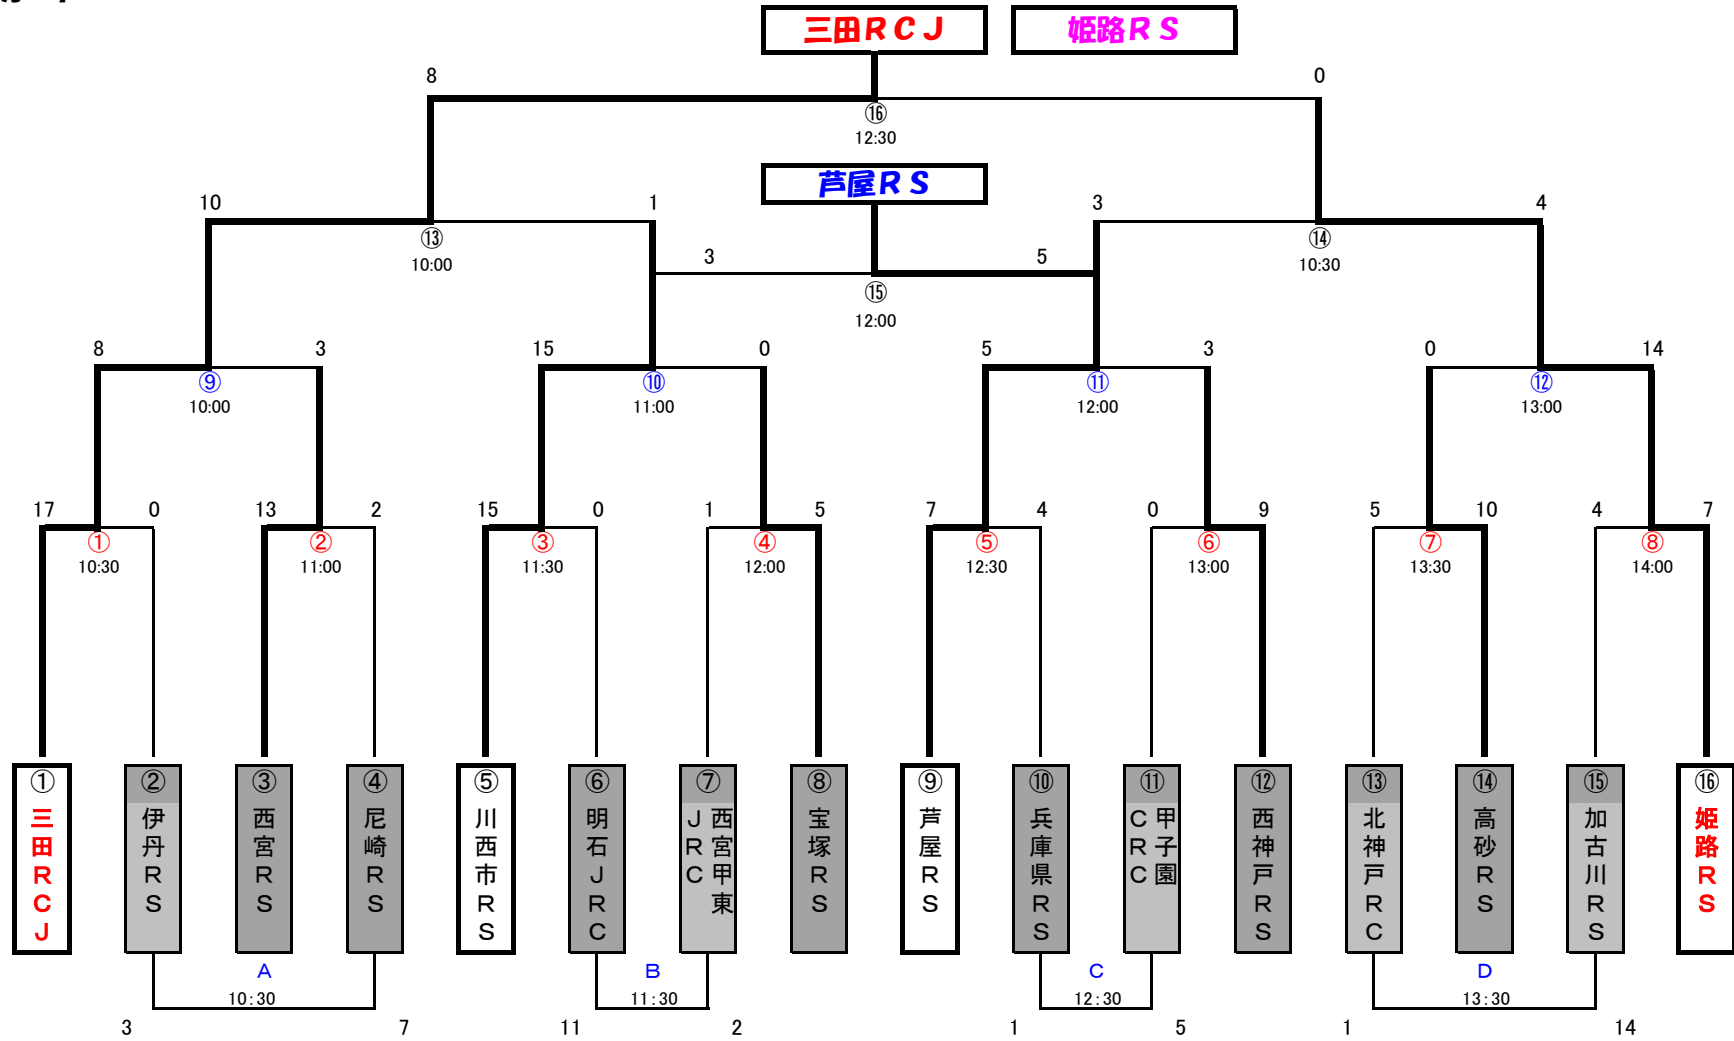 三田ＲＣＪ 姫路ＲＳ
8 0
⑯
12:30
芦屋ＲＳ
10 1 3 4
⑬ ⑭
10:00 3 5 10:30
⑮
12:00
8 3 15 0 5 3 0 14
⑨ ⑩ ⑪ ⑫
10:00 11:00 12:00 13:00
17 0 13 2 15 0 1 5 7 4 0 9 5 10 4 7
① ② ③ ④ ⑤ ⑥ ⑦ ⑧
10:30 11:00 11:30 12:00 12:30 13:00 13:30 14:00
① 三田ＲＣＪ
② 伊丹ＲＳ
③ 西宮ＲＳ
④ 尼崎ＲＳ
⑤ 川西市ＲＳ
⑥ 明石ＪＲＣ
⑦ 西宮甲東ＪＲＣ
⑧ 宝塚ＲＳ
⑨ 芦屋ＲＳ
⑩ 兵庫県ＲＳ
⑪ 甲子園ＣＲＣ
⑫ 西神戸ＲＳ
⑬ 北神戸ＲＣ
⑭ 高砂ＲＳ
⑮ 加古川ＲＳ
⑯ 姫路ＲＳ
A B C D
10:30 11:30 12:30 13:30
3 7 11 2 1 5 1 14